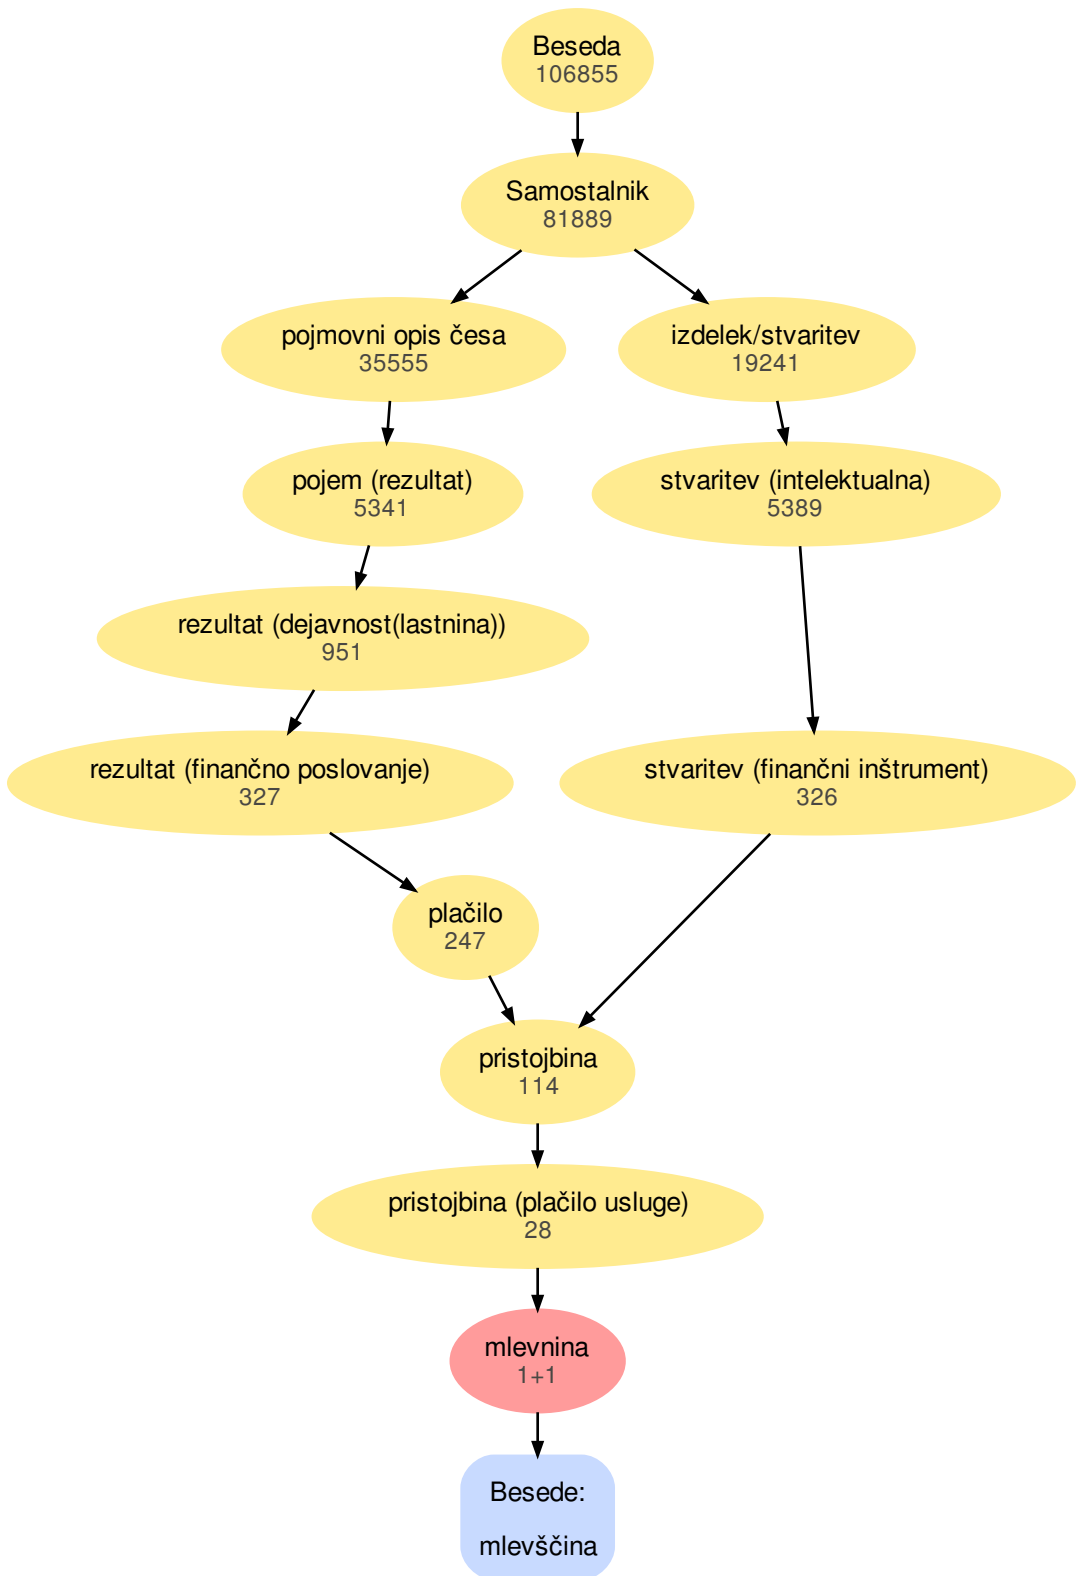 Beseda
106855
Samostalnik
81889
pojmovni opis česa
35555
izdelek/stvaritev
19241
pojem (rezultat)
5341
stvaritev (intelektualna)
5389
rezultat (dejavnost(lastnina))
951
rezultat (finančno poslovanje)
327
stvaritev (finančni inštrument)
326
plačilo
247
pristojbina
114
pristojbina (plačilo usluge)
28
mlevnina
1+1
Besede:
mlevščina